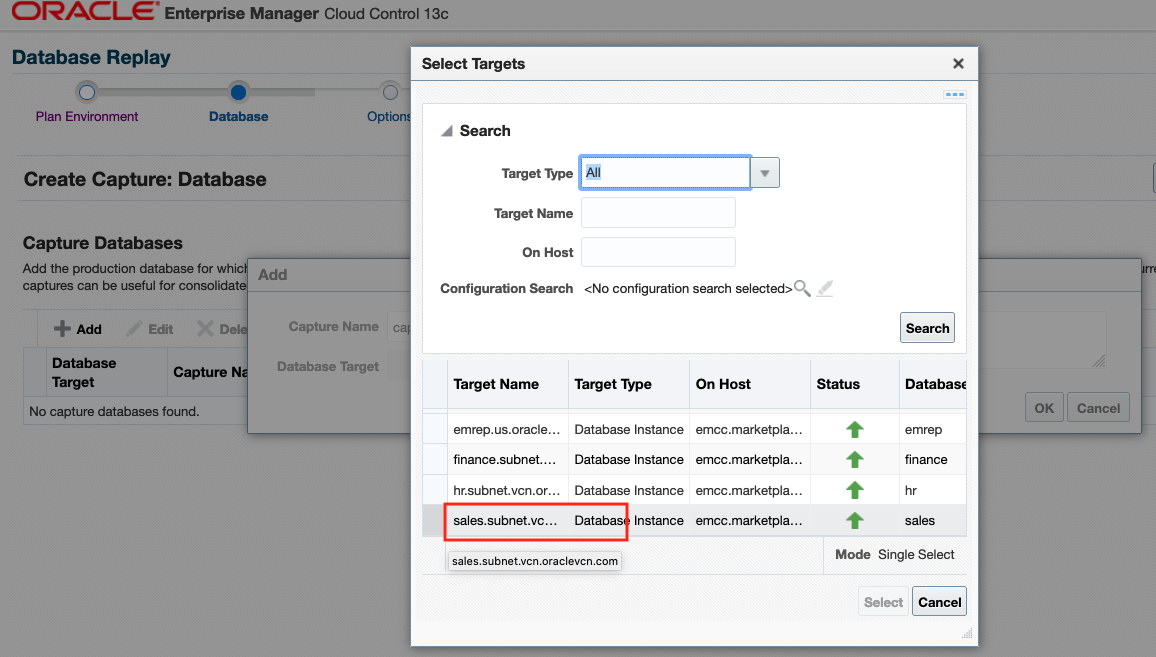 ORACLE® Enterprise Manager Cloud Control 13c
Database Replay
Plan Environment
Database
Options
Create Capture: Database
Capture Databases
Add the production database for which
captures can be useful for consolidate
Add
Edit
Dele
Database
Target
Capture Na
No capture databases found.
Add
Capture Name
cap
Database Target
OK
Cancel
Select Targets
Search
Target Type
All
Target Name
On Host
Configuration Search
<No configuration search selected>
Search
Target Name
Target Type
On Host
Status
Database
emrep.us.oracle... Database Instance emcc.marketpla... emrep
finance.subnet.... Database Instance emcc.marketpla... finance
hr.subnet.vcn.or... Database Instance emcc.marketpla... hr
sales.subnet.vc... Database Instance emcc.marketpla... sales
sales.subnet.vcn.oraclevcn.com
Mode Single Select
Select
Cancel